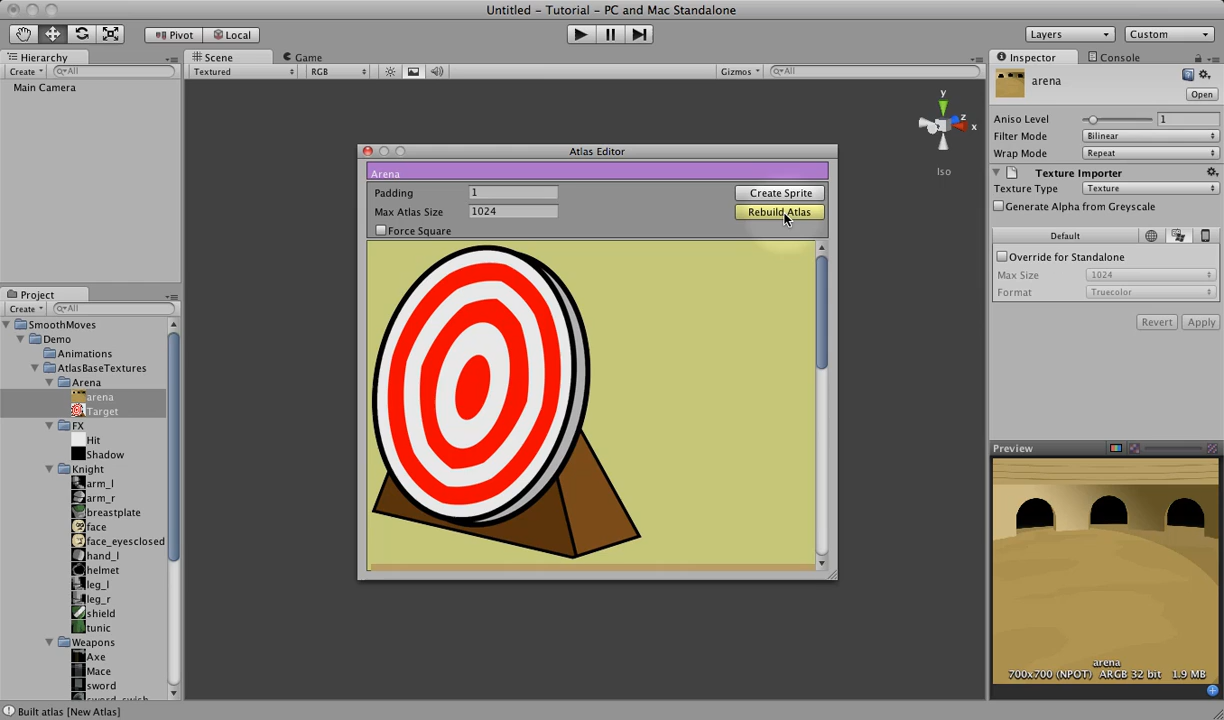 Untitled - Tutorial - PC and Mac Standalone
Pivot
Local
Layers
Custom
Hierarchy
Create
All
Main Camera
Scene
Game
Textured
RGB
Gizmos
All
y
z
x
Iso
Atlas Editor
Arena
Padding
1
Create Sprite
Max Atlas Size
1024
Rebuild Atlas
Force Square
Project
Create
All
SmoothMoves
Demo
Animations
AtlasBaseTextures
Arena
arena
Target
FX
Hit
Shadow
Knight
arm_l
arm_r
breastplate
face
face_eyesclosed
hand_l
helmet
leg_l
leg_r
shield
tunic
Weapons
Axe
Mace
sword
sword_swish
Built atlas [New Atlas]
Inspector
Console
arena
Open
Aniso Level
1
Filter Mode
Bilinear
Wrap Mode
Repeat
Texture Importer
Texture Type
Texture
Generate Alpha from Greyscale
Default
Override for Standalone
Max Size
1024
Format
Truecolor
Revert
Apply
Preview
arena
700x700 (NPOT) ARGB 32 bit 1.9 MB